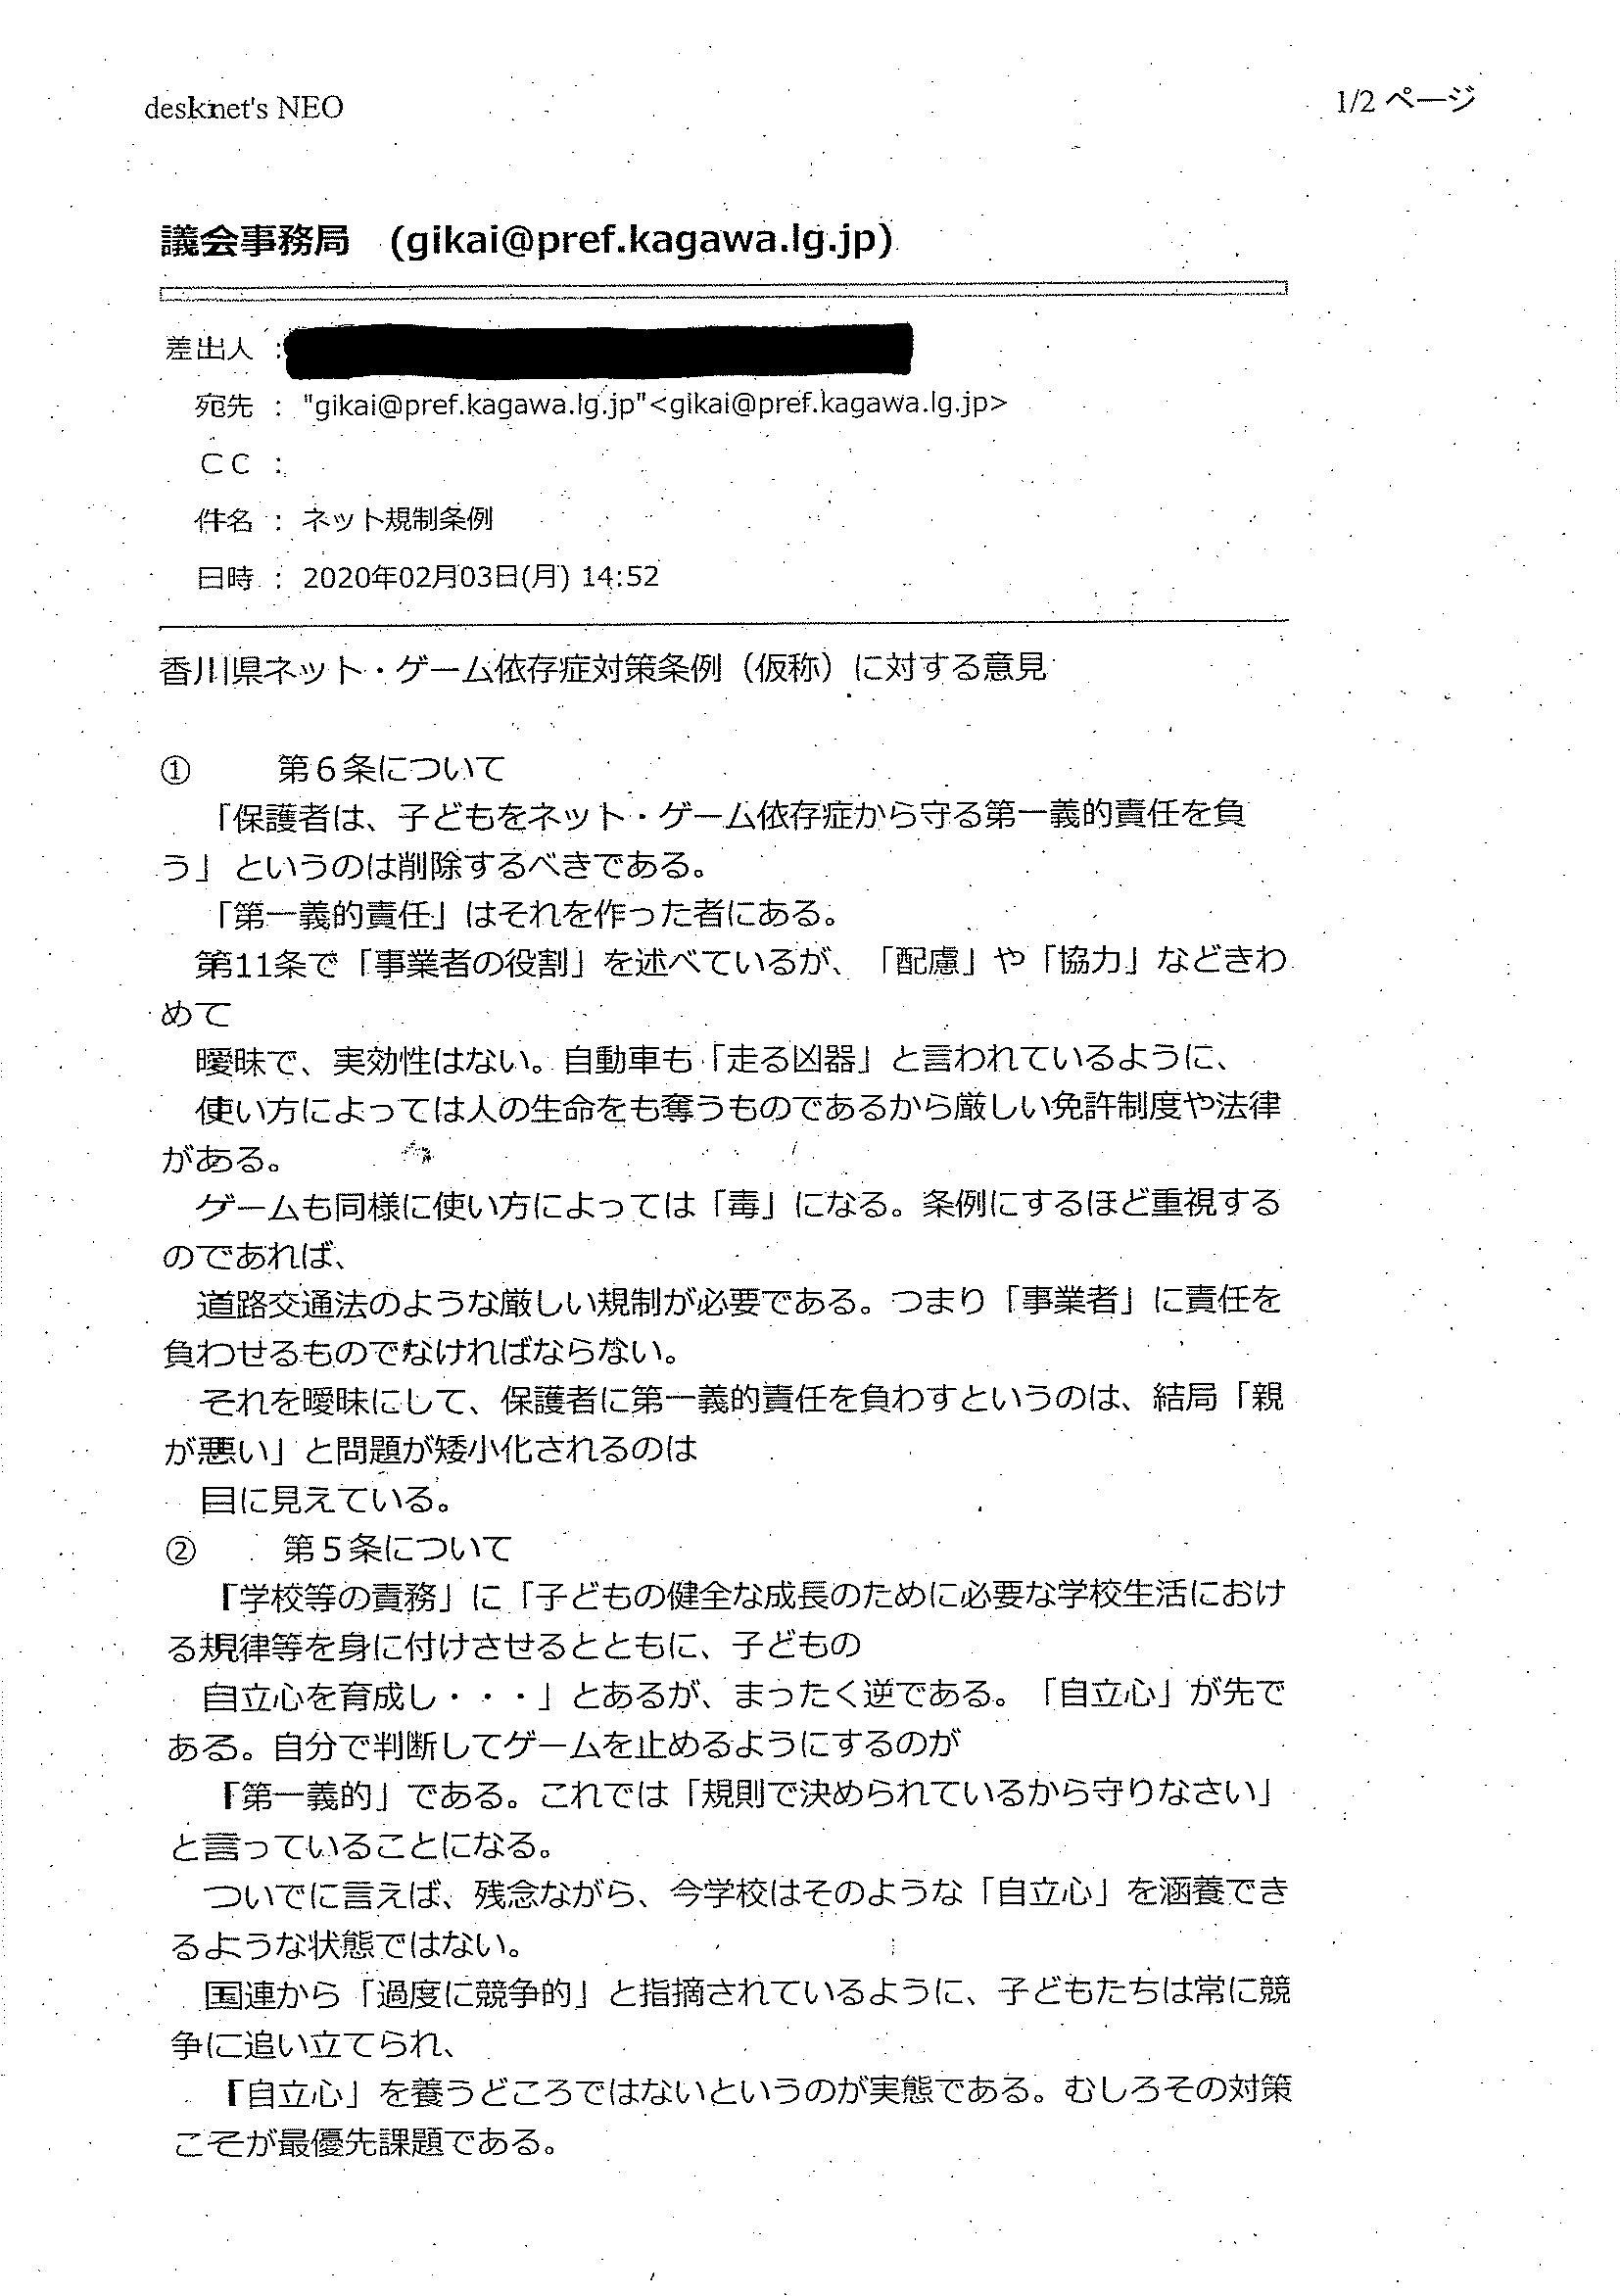 desknet's NEO
1/2 ページ
議会事務局　(gikai@pref.kagawa.lg.jp)
差出人 :
宛先 : "gikai@pref.kagawa.lg.jp"<gikai@pref.kagawa.lg.jp>
ＣＣ :
件名 : ネット規制条例
日時 : 2020年02月03日(月) 14:52
香川県ネット・ゲーム依存症対策条例（仮称）に対する意見
①　　第６条について
「保護者は、子どもをネット・ゲーム依存症から守る第一義的責任を負
う」というのは削除するべきである。
「第一義的責任」はそれを作った者にある。
第11条で「事業者の役割」を述べているが、「配慮」や「協力」などきわ
めて
曖昧で、実効性はない。自動車も「走る凶器」と言われているように、
使い方によっては人の生命をも奪うものであるから厳しい免許制度や法律
がある。
ゲームも同様に使い方によっては「毒」になる。条例にするほど重視する
のであれば、
道路交通法のような厳しい規制が必要である。つまり「事業者」に責任を
負わせるものでなければならない。
それを曖昧にして、保護者に第一義的責任を負わすというのは、結局「親
が悪い」と問題が矮小化されるのは
目に見えている。
②　　第５条について
「学校等の責務」に「子どもの健全な成長のために必要な学校生活におけ
る規律等を身に付けさせるとともに、子どもの
自立心を育成し・・・」とあるが、まったく逆である。「自立心」が先で
ある。自分で判断してゲームを止めるようにするのが
「第一義的」である。これでは「規則で決められているから守りなさい」
と言っていることになる。
ついでに言えば、残念ながら、今学校はそのような「自立心」を涵養でき
るような状態ではない。
国連から「過度に競争的」と指摘されているように、子どもたちは常に競
争に追い立てられ、
「自立心」を養うどころではないというのが実態である。むしろその対策
こそが最優先課題である。